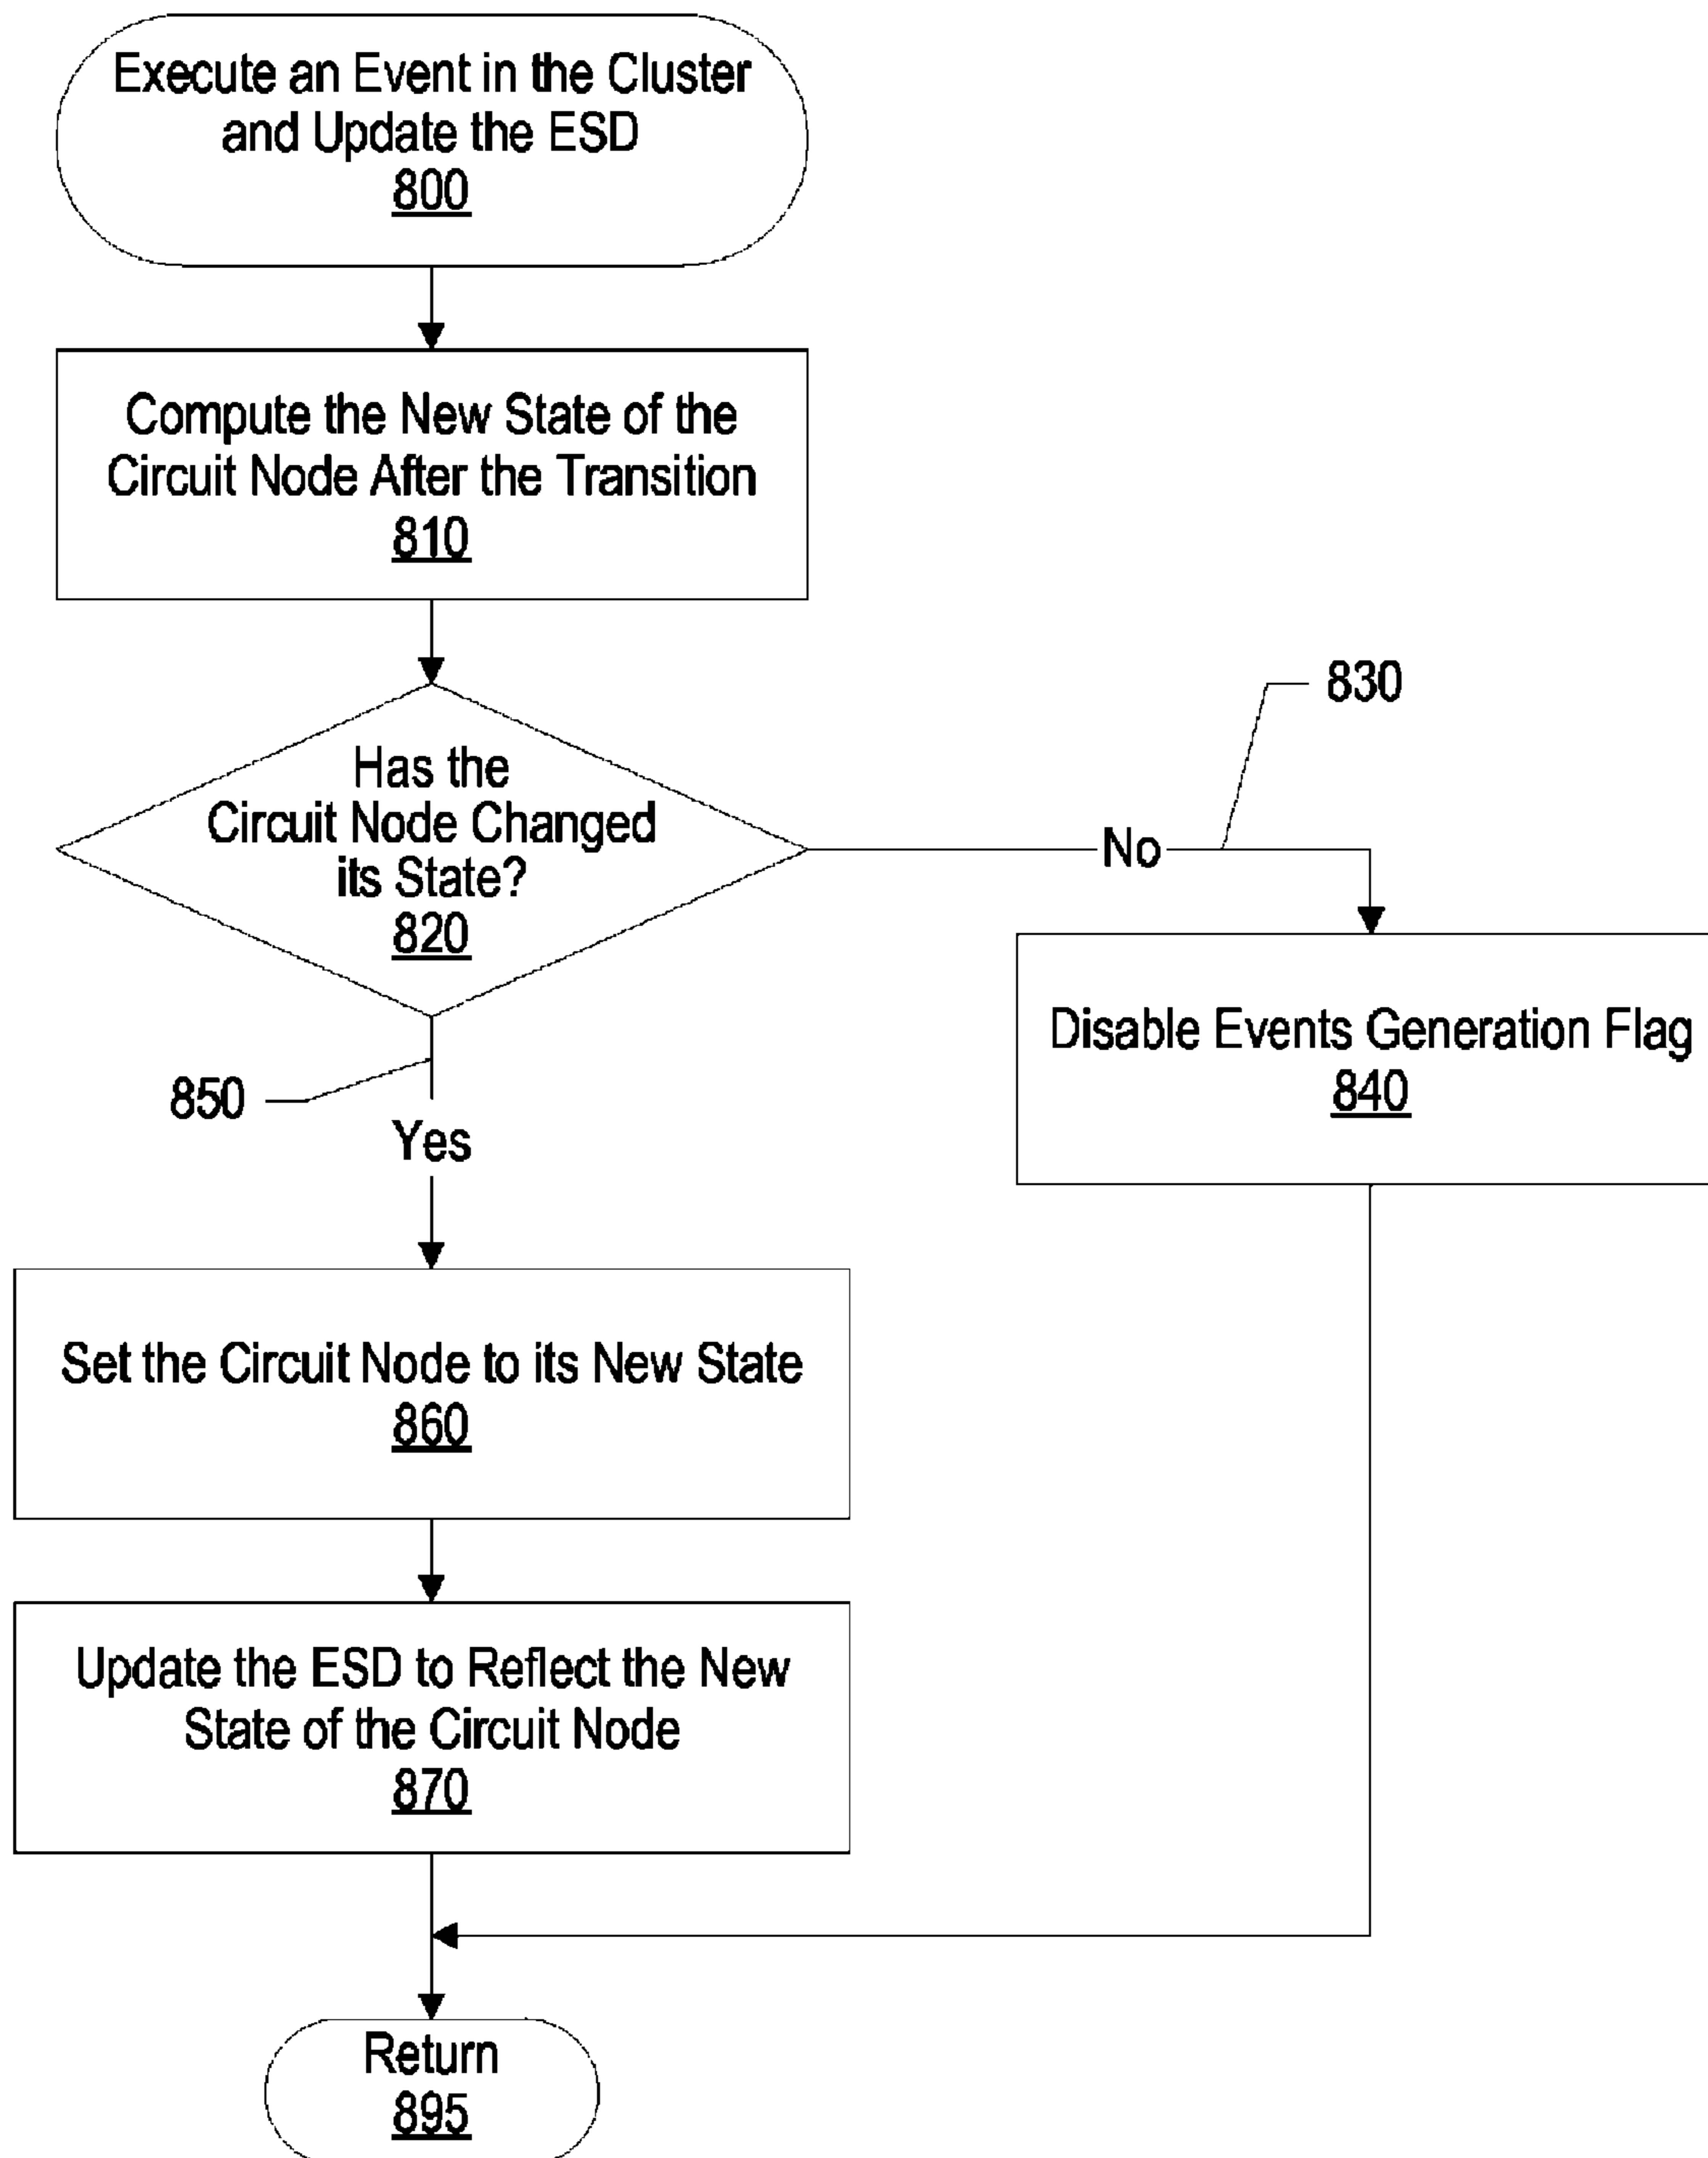 Execute an Event in the Cluster
and Update the ESD
800
Compute the New State of the
Circuit Node After the Transition
810
Has the
Circuit Node Changed
its State?
820
830
No
Disable Events Generation Flag
840
850
Yes
Set the Circuit Node to its New State
860
Update the ESD to Reflect the New
State of the Circuit Node
870
Return
895